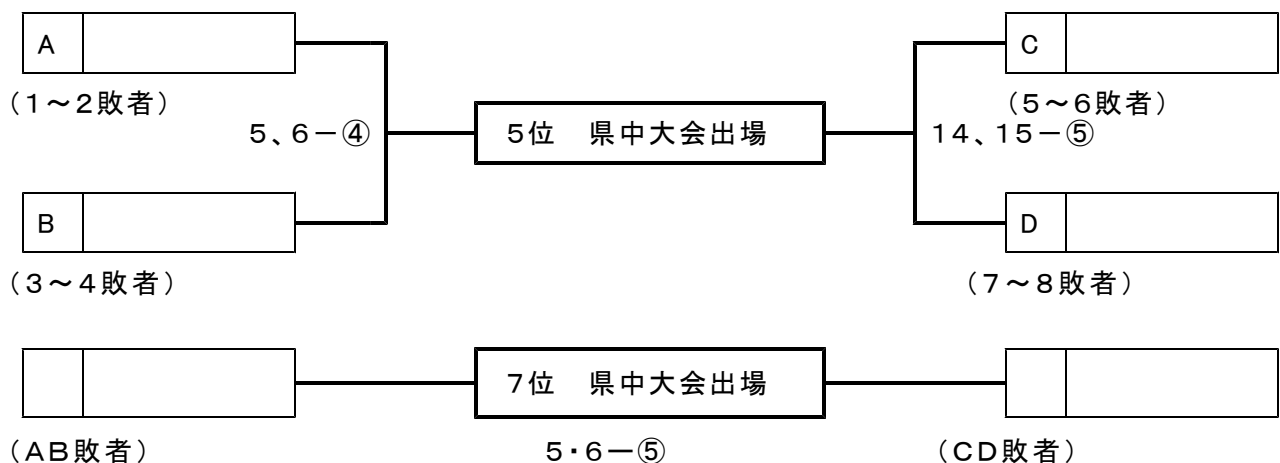 A
C
(1~2敗者)
(5~6敗者)
5、6-④
5位 県中大会出場
14、15-⑤
B
D
(3~4敗者)
(7~8敗者)
7位 県中大会出場
(AB敗者)
5・6-⑤
(CD敗者)